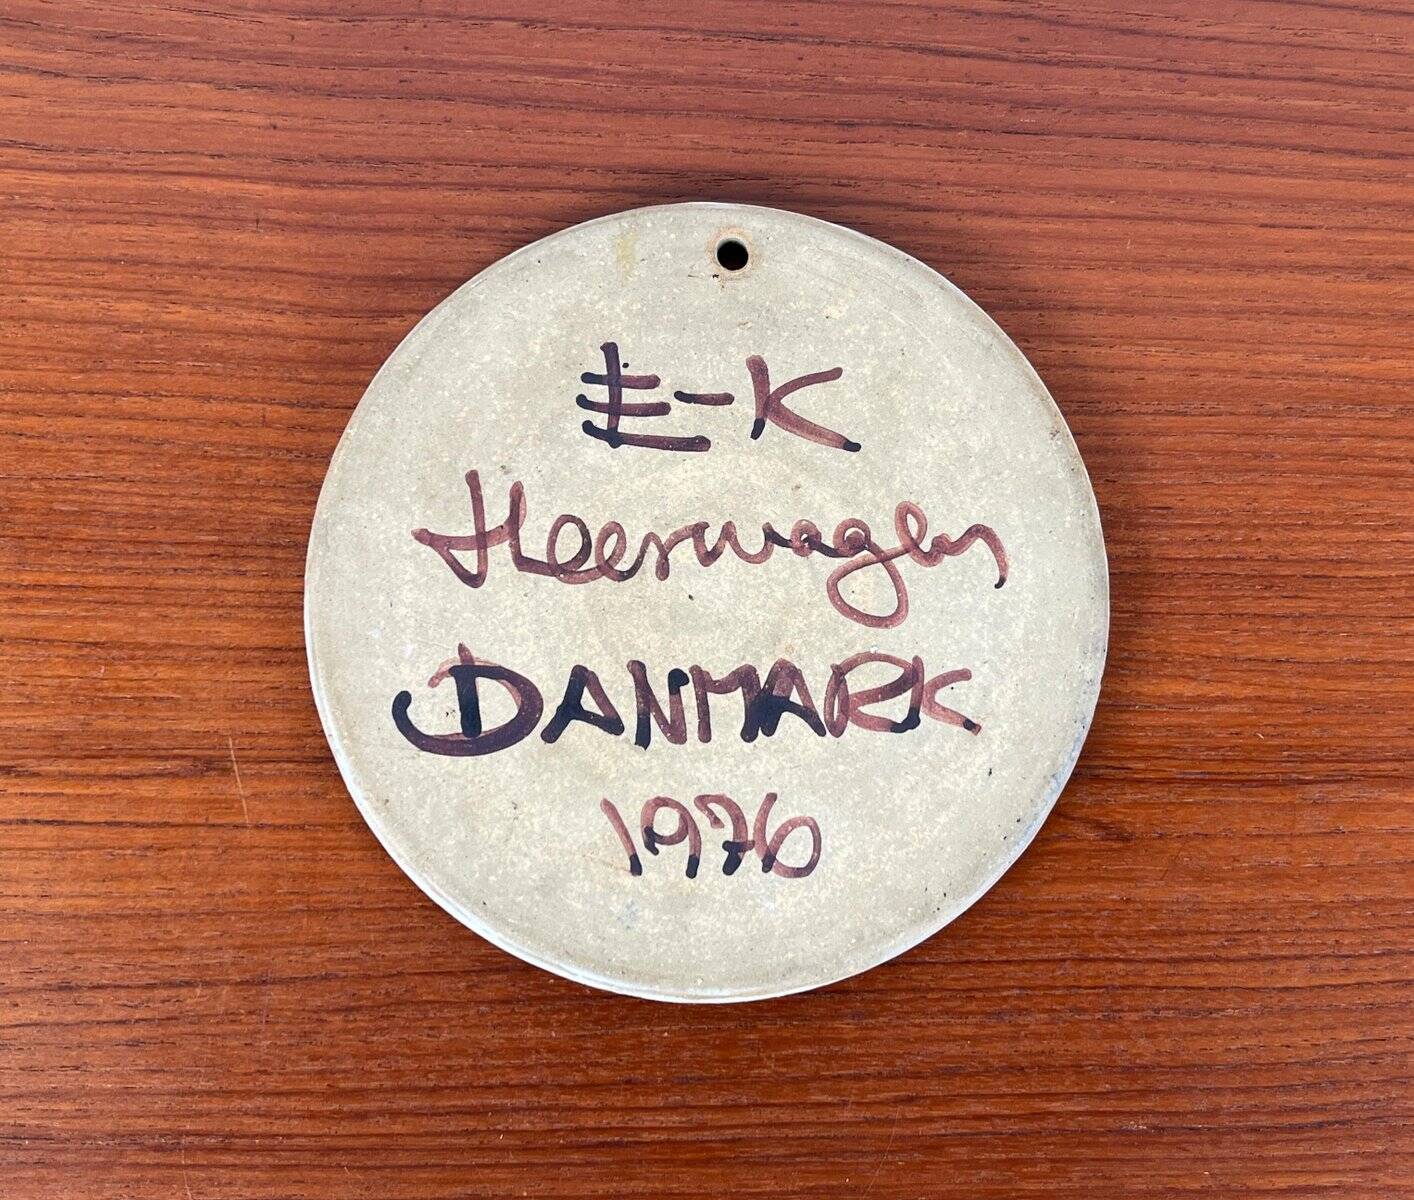 E-K
Heerwagen
DANMARK
1976